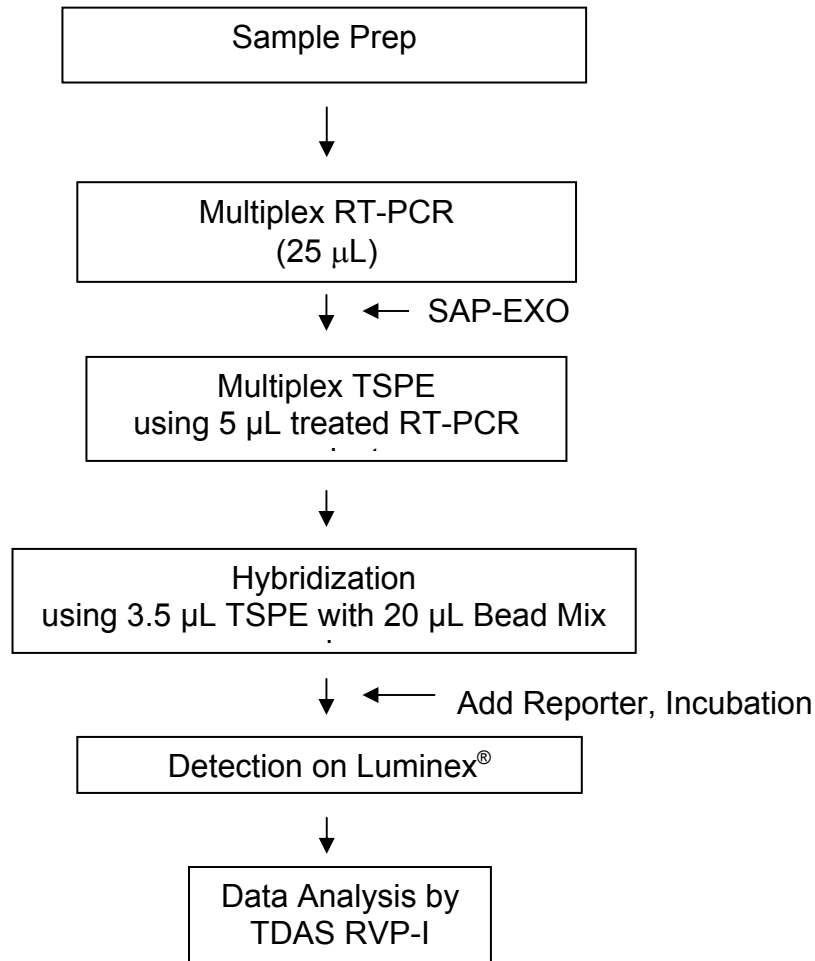 Sample Prep
Multiplex RT-PCR
(25 μL)
SAP-EXO
Multiplex TSPE
using 5 µL treated RT-PCR
Hybridization
using 3.5 µL TSPE with 20 µL Bead Mix
Add Reporter, Incubation
Detection on Luminex®
Data Analysis by
TDAS RVP-I